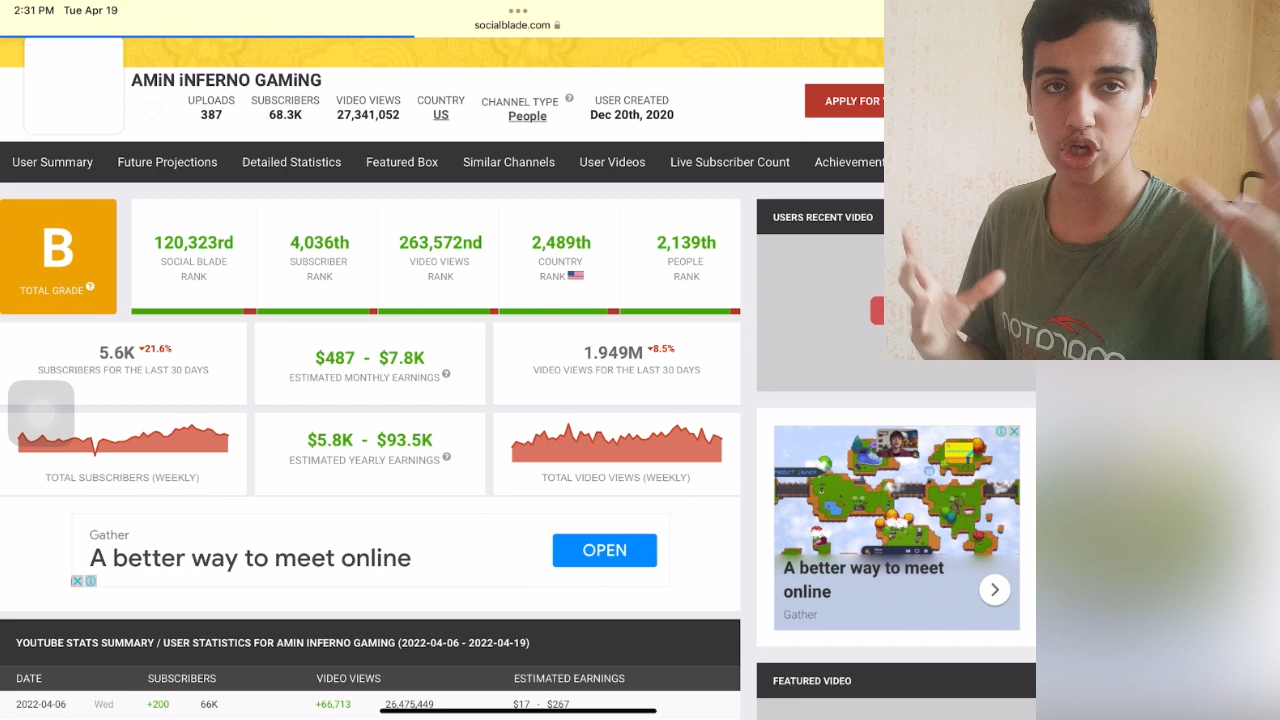 2:31 PM Tue Apr 19
socialblade.com
AMiN iNFERNO GAMiNG
UPLOADS
387
SUBSCRIBERS
68.3K
VIDEO VIEWS
27,341,052
COUNTRY
US
CHANNEL TYPE
People
USER CREATED
Dec 20th, 2020
APPLY FOR
User Summary Future Projections Detailed Statistics Featured Box Similar Channels User Videos Live Subscriber Count Achievement
B
TOTAL GRADE
120,323rd
SOCIAL BLADE
RANK
4,036th
SUBSCRIBER
RANK
263,572nd
VIDEO VIEWS
RANK
2,489th
COUNTRY
RANK
2,139th
PEOPLE
RANK
5.6K 21.6%
SUBSCRIBERS FOR THE LAST 30 DAYS
$487 - $7.8K
ESTIMATED MONTHLY EARNINGS
1.949M 8.5%
VIDEO VIEWS FOR THE LAST 30 DAYS
TOTAL SUBSCRIBERS (WEEKLY)
$5.8K - $93.5K
ESTIMATED YEARLY EARNINGS
TOTAL VIDEO VIEWS (WEEKLY)
Gather
A better way to meet online
OPEN
YOUTUBE STATS SUMMARY / USER STATISTICS FOR AMIN INFERNO GAMING (2022-04-06 - 2022-04-19)
DATE SUBSCRIBERS VIDEO VIEWS ESTIMATED EARNINGS
2022-04-06 Wed +200 66K +66,713 26,475,449 $17 - $267
USERS RECENT VIDEO
PRODUCT LAUNCH
A better way to meet
online
Gather
FEATURED VIDEO